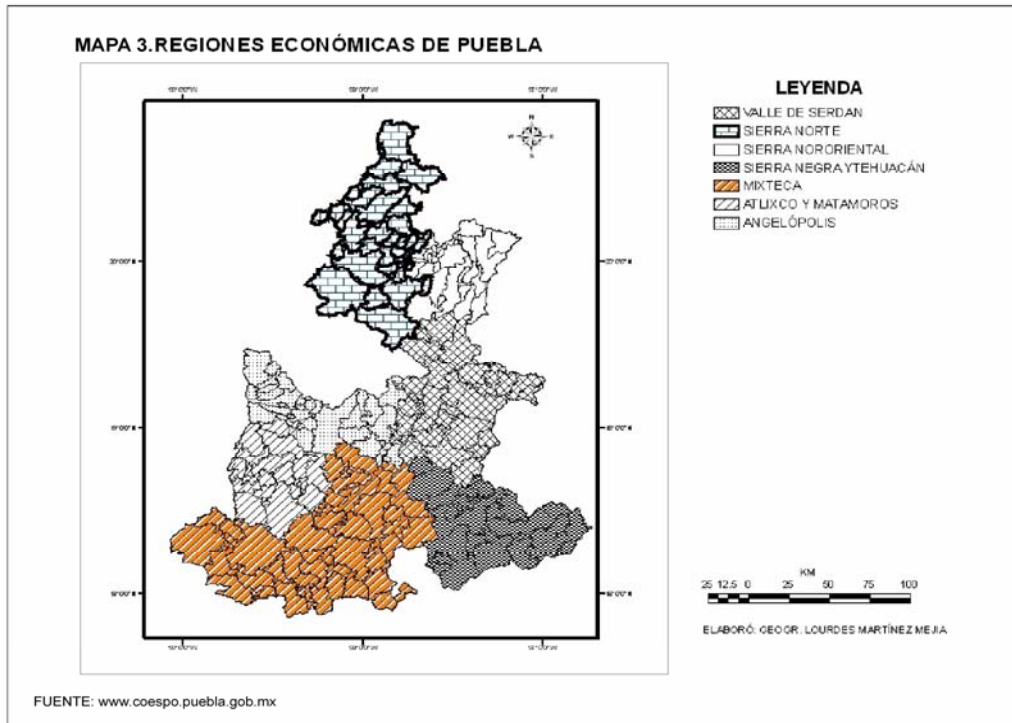 MAPA 3.REGIONES ECONÓMICAS DE PUEBLA
LEYENDA
VALLE DE SERDAN
SIERRA NORTE
SIERRA NORORIENTAL
SIERRA NEGRA YTEHUACÁN
MIXTECA
ATLIXCO Y MATAMOROS
ANGELÓPOLIS
N
W
E
S
KM
25 12,5 0 25 50 75 100
ELABORÓ: GEOGR. LOURDES MARTÍNEZ MEJIA
FUENTE: www.coespo.puebla.gob.mx